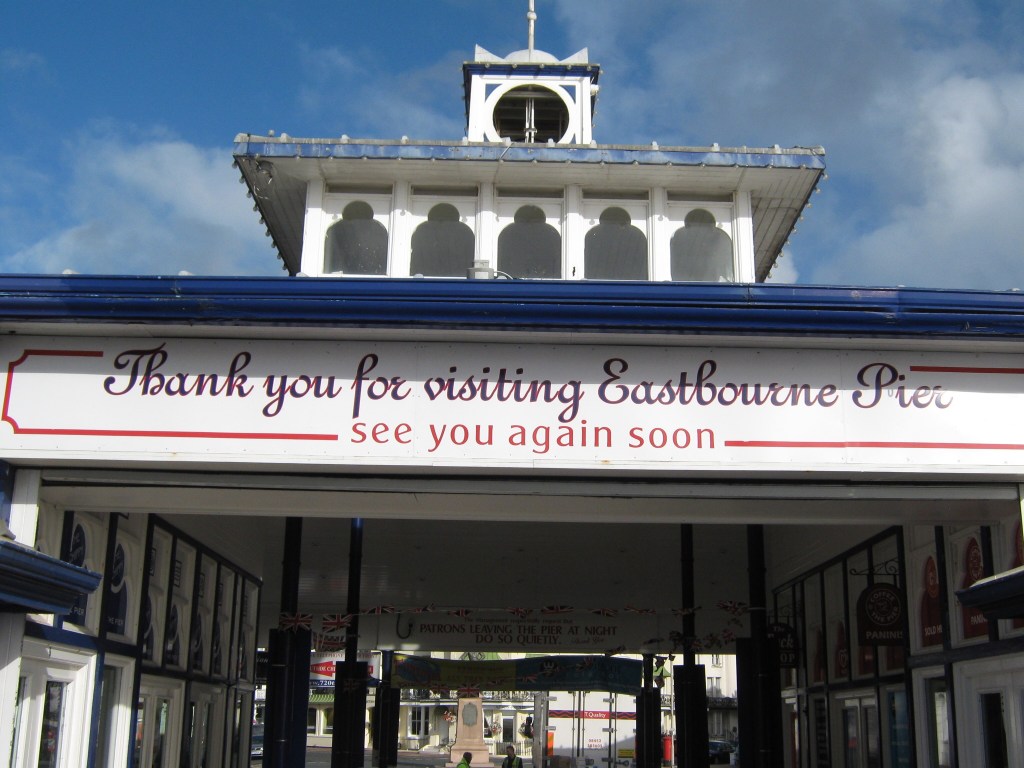 Thank you for visiting Eastbourne Pier
see you again soon
PATRONS LEAVING THE PIER AT NIGHT
DO SO QUIETLY
PANINI
Quality